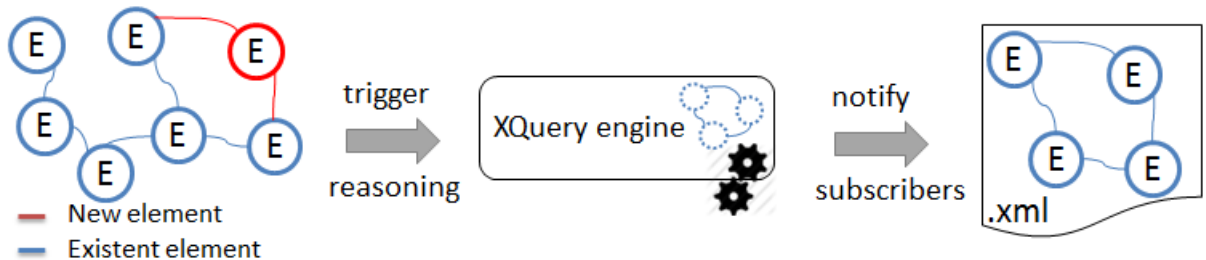 E
E
E
E
E
E
E
New element
Existent element
trigger
reasoning
XQuery engine
notify
subscribers
E
E
E
E
.xml